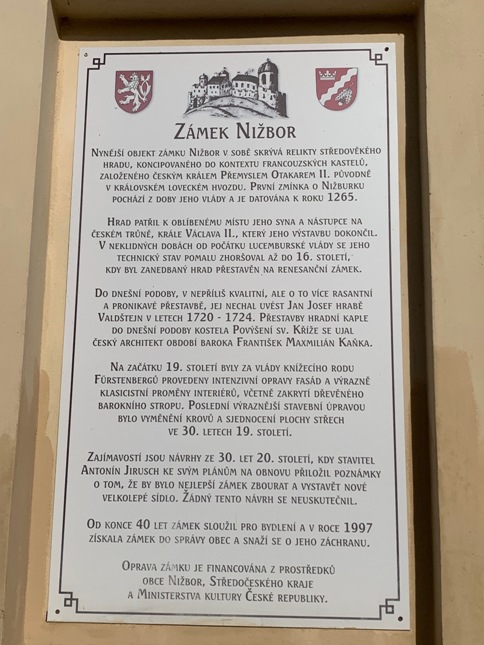 Zámek Nižbor
Nynější objekt zámku Nižbor v sobě skrývá relikty středověkého
hradu, koncipovaného do kontextu francouzských kastelů,
založeného českým králem Přemyslem Otakarem II. původně
v královském loveckém hvozdu. První zmínka o Nižburku
pochází z doby jeho vlády a je datována k roku 1265.
Hrad patřil k oblíbenému místu jeho syna a nástupce na
českém trůně, krále Václava II., který jeho výstavbu dokončil.
V neklidných dobách od počátku lucemburské vlády se jeho
technický stav pomalu zhoršoval až do 16. století,
kdy byl zanedbaný hrad přestavěn na renesanční zámek.
Do dnešní podoby, v nepříliš kvalitní, ale o to více rasantní
a pronikavé přestavbě, jej nechal uvést Jan Josef hrabě
Valdštejn v letech 1720 - 1724. Přestavby hradní kaple
do dnešní podoby kostela Povýšení sv. Kříže se ujal
český architekt období baroka František Maxmilián Kaňka.
Na začátku 19. století byly za vlády knížecího rodu
Fürstenbergů provedeny intenzivní opravy fasád a výrazně
klasicistní proměny interiérů, včetně zakrytí dřevěného
barokního stropu. Poslední výraznější stavební úpravou
bylo vyměnění krovů a sjednocení plochy střech
ve 30. letech 19. století.
Zajímavostí jsou návrhy ze 30. let 20. století, kdy stavitel
Antonín Jirusch ke svým plánům na obnovu přiložil poznámky
o tom, že by bylo nejlepší zámek zbourat a vystavět nové
velkolepé sídlo. Žádný tento návrh se neuskutečnil.
Od konce 40 let zámek sloužil pro bydlení a v roce 1997
získala zámek do správy obec a snaží se o jeho záchranu.
Oprava zámku je financována z prostředků
obce Nižbor, Středočeského kraje
a Ministerstva kultury České republiky.